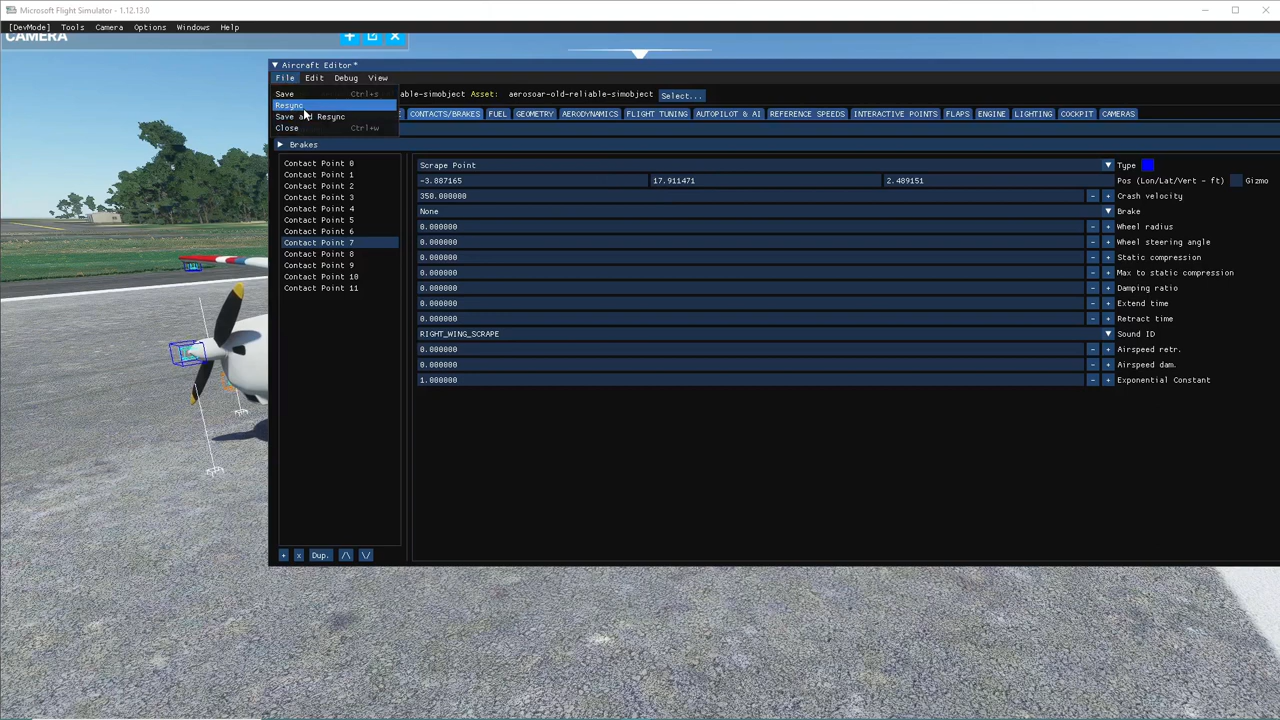 Microsoft Flight Simulator - 1.12.13.0
[DevMode] Tools Camera Options Windows Help
CAMERA
Aircraft Editor*
File Edit Debug View
Save Ctrl+s
able-simobject Asset: aerosoar-old-reliable-simobject Select...
Resync
Save and Resync
Close Ctrl+w
CONTACTS/BRAKES FUEL GEOMETRY AERODYNAMICS FLIGHT TUNING AUTOPILOT & AI REFERENCE SPEEDS INTERACTIVE POINTS FLAPS ENGINE LIGHTING COCKPIT CAMERAS
Brakes
Contact Point 0
Contact Point 1
Contact Point 2
Contact Point 3
Contact Point 4
Contact Point 5
Contact Point 6
Contact Point 7
Contact Point 8
Contact Point 9
Contact Point 10
Contact Point 11
Scrape Point Type
-3.887165 17.911471 2.489151 Pos (Lon/Lat/Vert - ft) Gizmo
350.000000 - + Crash velocity
None Brake
0.000000 - + Wheel radius
0.000000 - + Wheel steering angle
0.000000 - + Static compression
0.000000 - + Max to static compression
0.000000 - + Damping ratio
0.000000 - + Extend time
0.000000 - + Retract time
RIGHT_WING_SCRAPE Sound ID
0.000000 - + Airspeed retr.
0.000000 - + Airspeed dam.
1.000000 - + Exponential Constant
+ x Dup. /\ \/